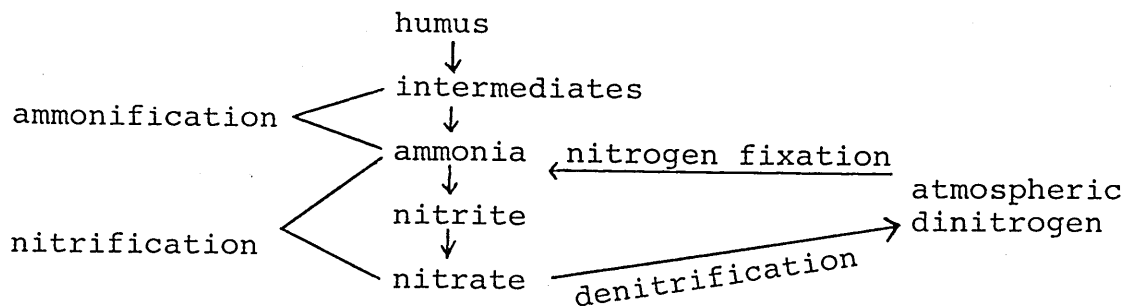 humus
intermediates
ammonification
ammonia
nitrogen fixation
atmospheric
dinitrogen
nitrite
nitrification
nitrate
denitrification